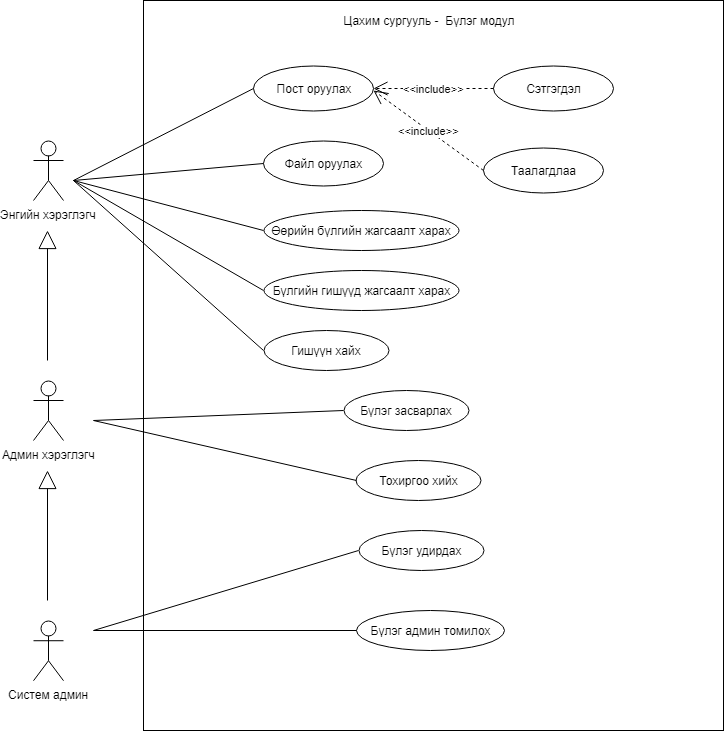 Цахим сургууль - Бүлэг модул
Пост оруулах
<<include>>
Сэтгэгдэл
<<include>>
Файл оруулах
Таалагдлаа
Энгийн хэрэглэгч
Өөрийн бүлгийн жагсаалт харах
Бүлгийн гишүүд жагсаалт харах
Гишүүн хайх
Бүлэг засварлах
Админ хэрэглэгч
Тохиргоо хийх
Бүлэг удирдах
Бүлэг админ томилох
Систем админ